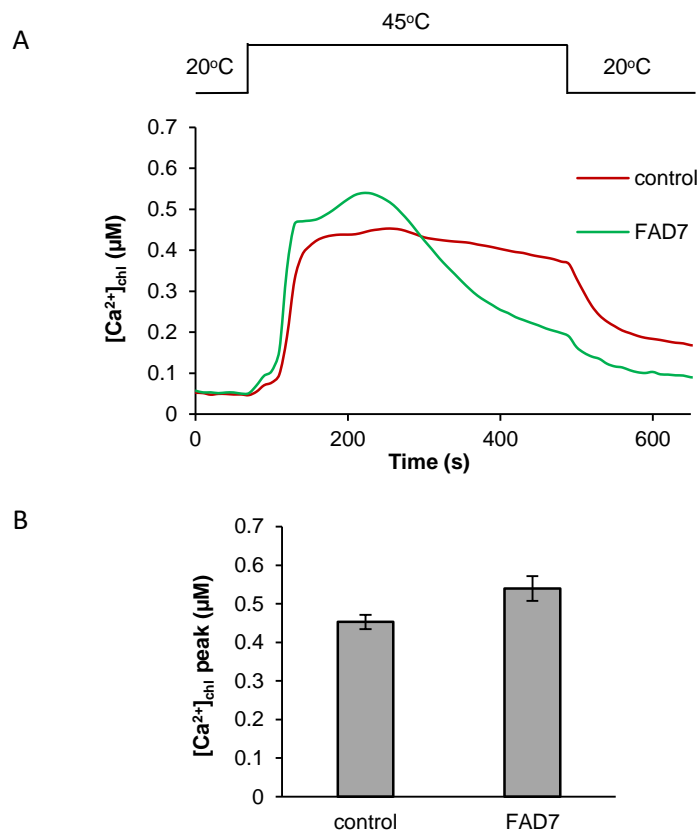 A
45°C
20°C
20°C
0.7
0.6
0.5
0.4
0.3
0.2
0.1
0
[Ca²⁺]chl (µM)
control
FAD7
0
200
400
600
Time (s)
B
0.7
0.6
0.5
0.4
0.3
0.2
0.1
0
[Ca²⁺]chl peak (µM)
control
FAD7